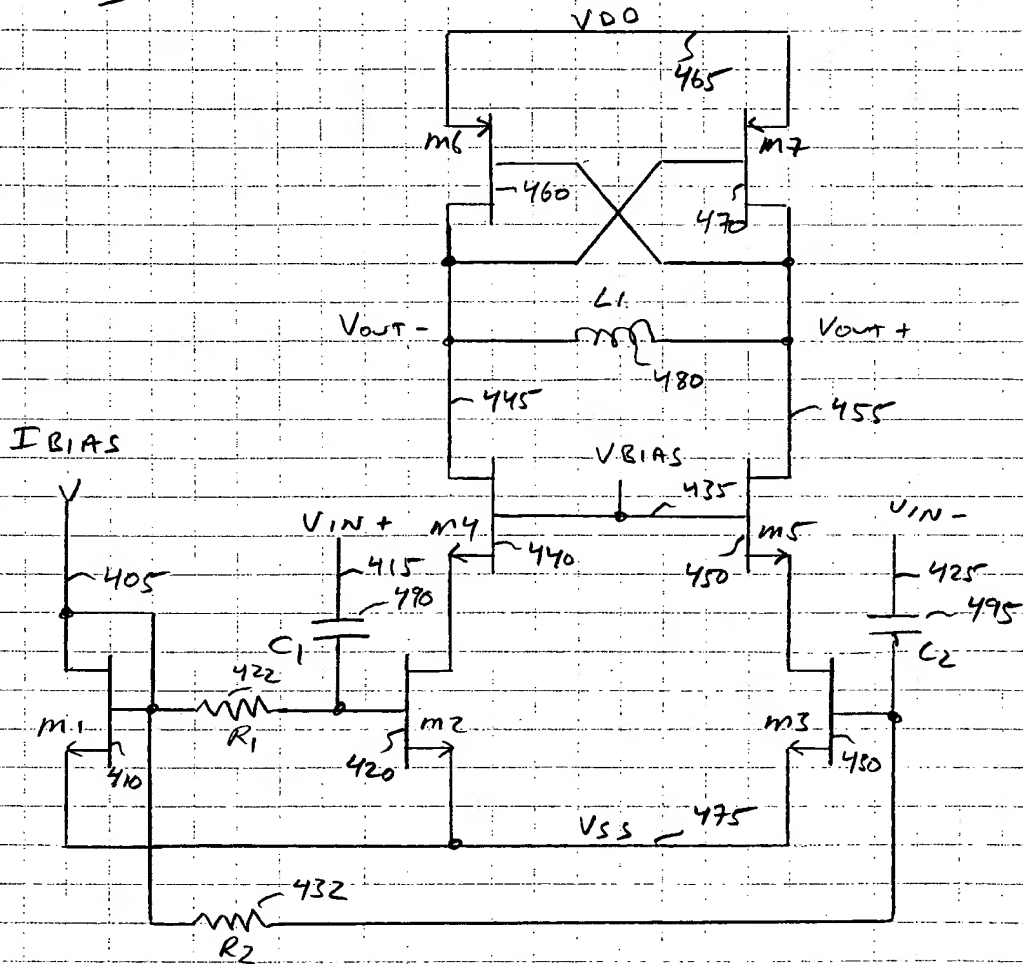 VDD
465
M6
M7
460
470
L1
Vout -
Vout +
480
445
455
IBIAS
VBIAS
435
VIN +
M4
M5
VIN -
440
450
415
425
405
490
495
C1
C2
422
M1
R1
M2
M3
410
420
430
VSS
475
432
R2